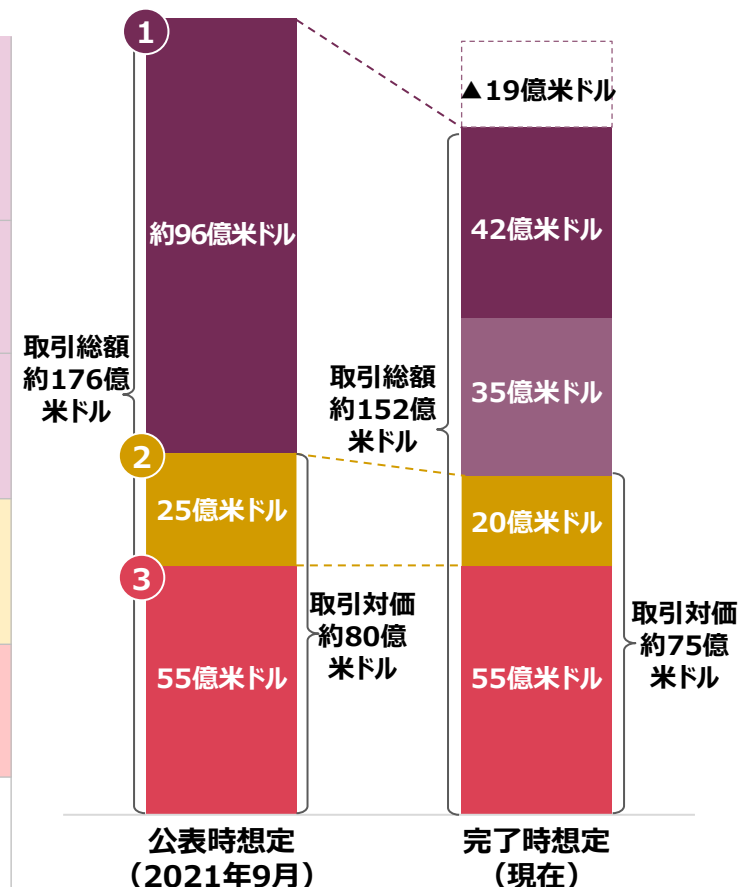 1
約96億米ドル
取引総額
約176億
米ドル
2
25億米ドル
3
取引対価
約80億
米ドル
55億米ドル
公表時想定
（2021年9月）
▲19億米ドル
42億米ドル
35億米ドル
取引総額
約152億
米ドル
20億米ドル
取引対価
約75億
米ドル
55億米ドル
完了時想定
（現在）